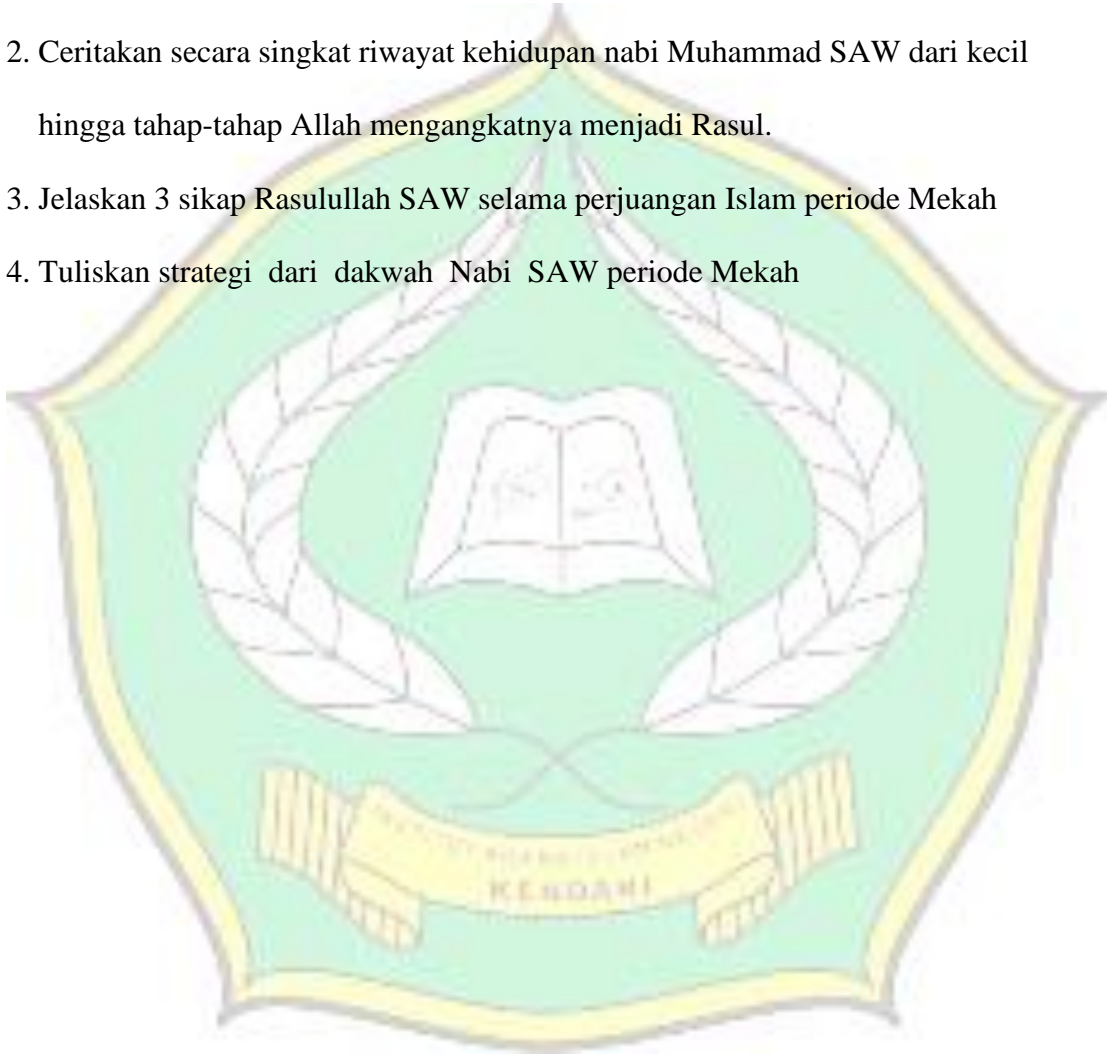 2. Ceritakan secara singkat riwayat kehidupan nabi Muhammad SAW dari kecil
hingga tahap-tahap Allah mengangkatnya menjadi Rasul.
3. Jelaskan 3 sikap Rasulullah SAW selama perjuangan Islam periode Mekah
4. Tuliskan strategi dari dakwah Nabi SAW periode Mekah
KENDARI